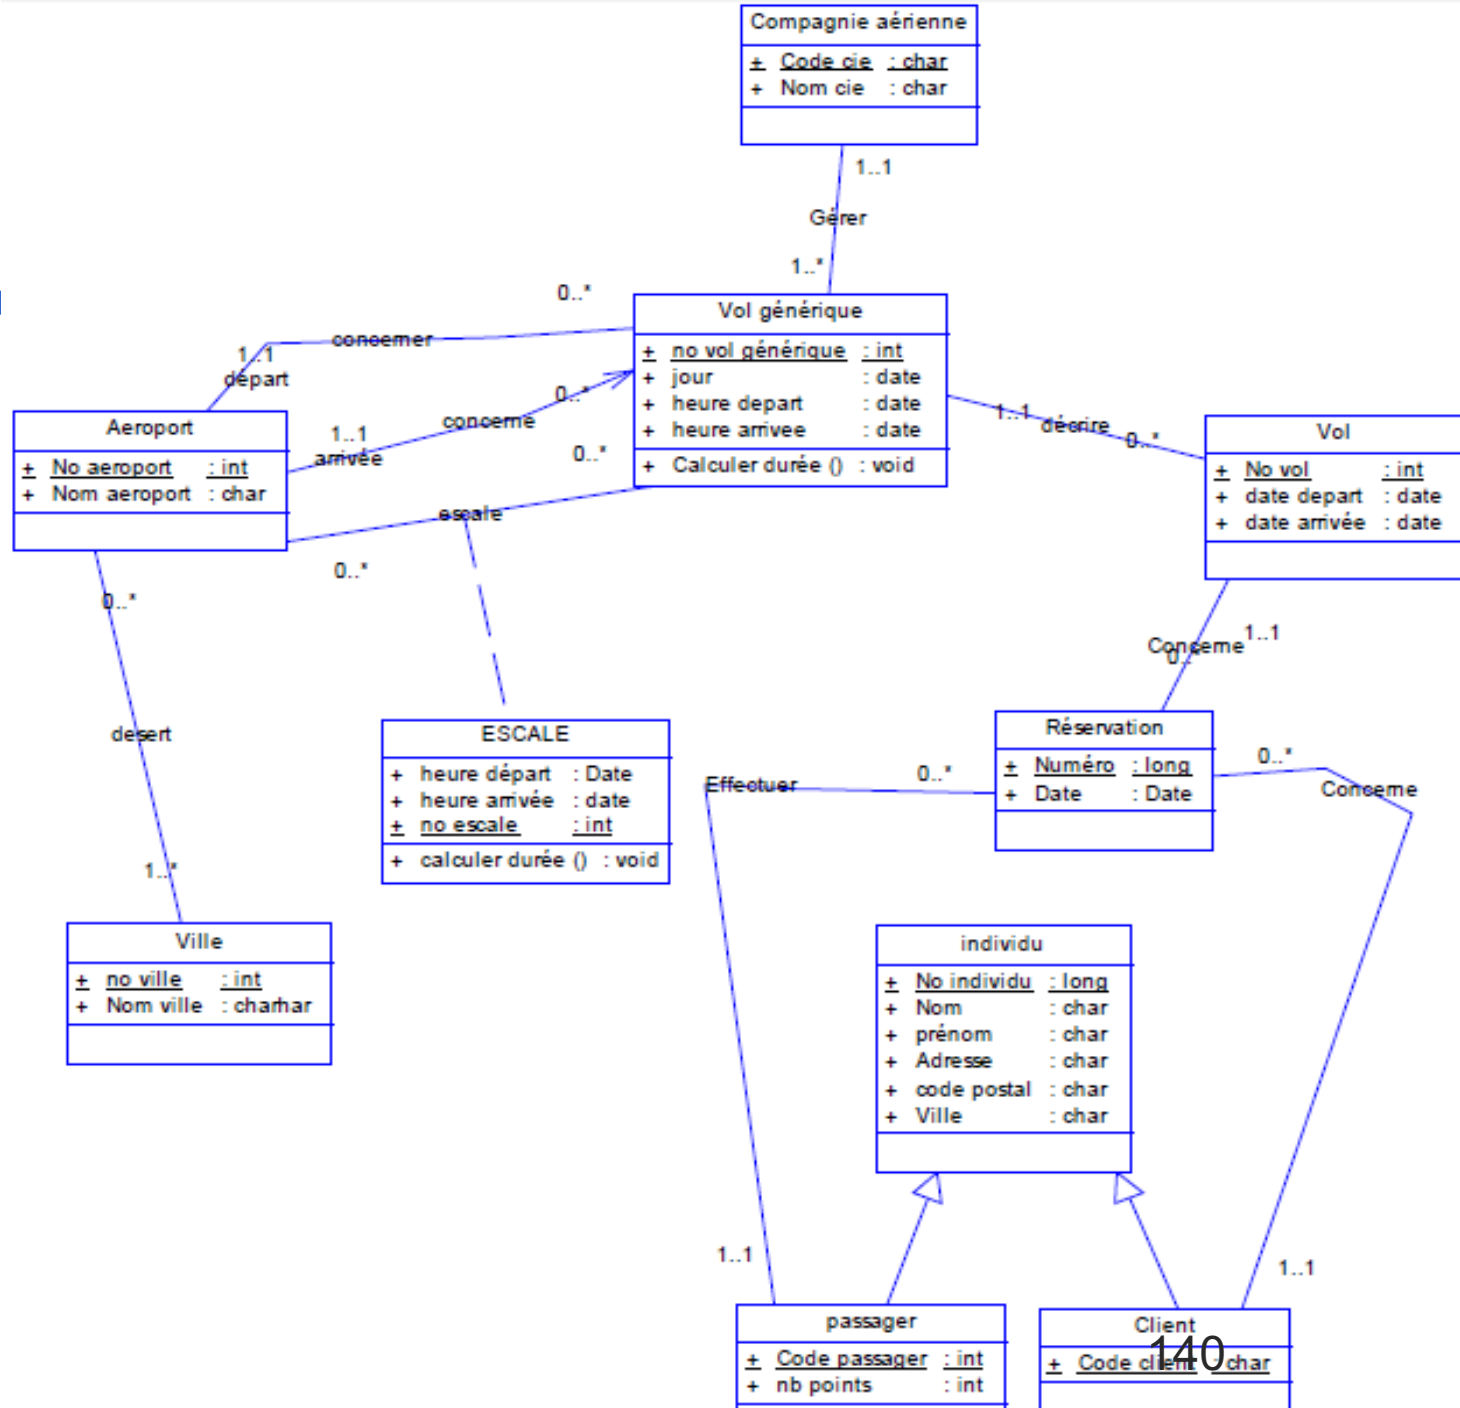 Compagnie aérienne
+ Code cie : char
+ Nom cie : char
1..1
Gérer
1..*
0..*
concerner
1..1
depart
Vol générique
+ no vol générique : int
+ jour : date
+ heure depart : date
+ heure arrivee : date
+ Calculer durée () : void
0..*
concerne
1..1
arrivée
0..*
escale
0..*
1..1
décrire
0..*
Aeroport
+ No aeroport : int
+ Nom aeroport : char
Vol
+ No vol : int
+ date depart : date
+ date arrivée : date
0..*
desert
1..*
1..1
Concerne
0..*
ESCALE
+ heure départ : Date
+ heure arrivée : date
+ no escale : int
+ calculer durée () : void
Réservation
+ Numéro : long
+ Date : Date
Effectuer
0..*
0..*
Concerne
Ville
+ no ville : int
+ Nom ville : charhar
individu
+ No individu : long
+ Nom : char
+ prénom : char
+ Adresse : char
+ code postal : char
+ Ville : char
1..1
1..1
passager
+ Code passager : int
+ nb points : int
Client
+ Code client : char
140